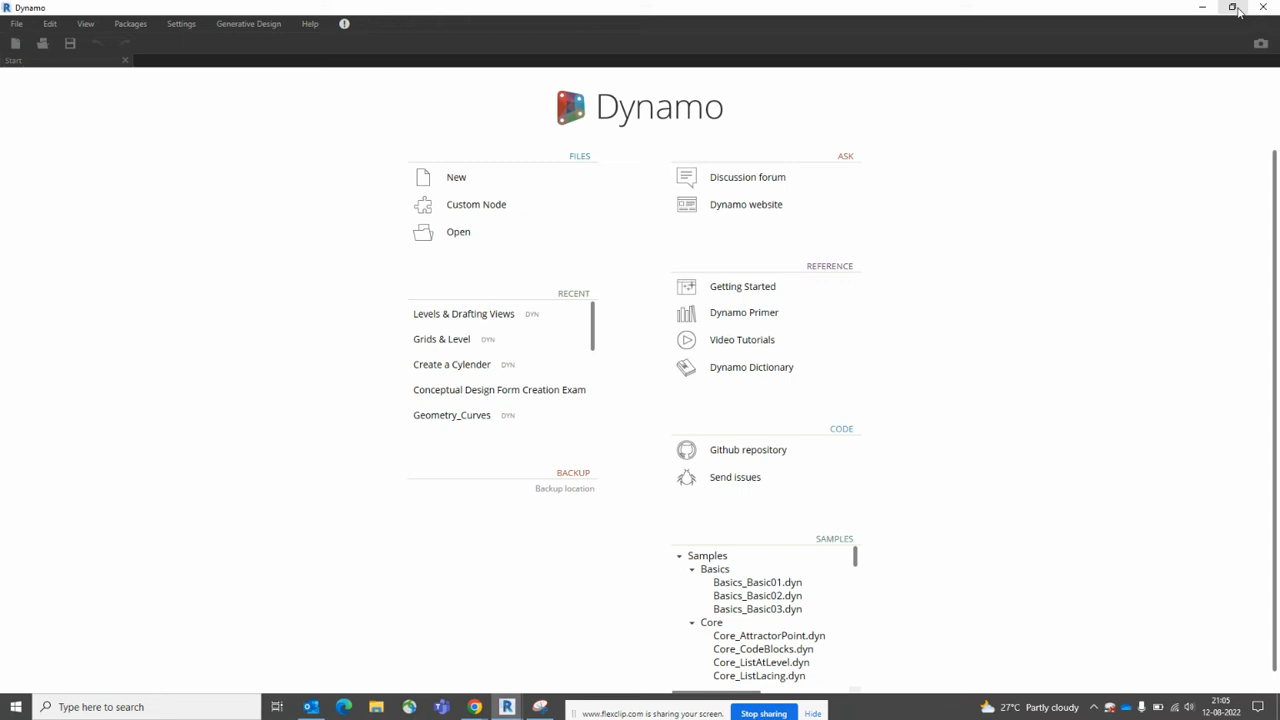 Dynamo
File Edit View Packages Settings Generative Design Help
Start
Dynamo
FILES
New
Custom Node
Open
RECENT
Levels & Drafting Views DYN
Grids & Level DYN
Create a Cylender DYN
Conceptual Design Form Creation Exam
Geometry_Curves DYN
BACKUP
Backup location
ASK
Discussion forum
Dynamo website
REFERENCE
Getting Started
Dynamo Primer
Video Tutorials
Dynamo Dictionary
CODE
Github repository
Send issues
SAMPLES
Samples
Basics
Basics_Basic01.dyn
Basics_Basic02.dyn
Basics_Basic03.dyn
Core
Core_AttractorPoint.dyn
Core_CodeBlocks.dyn
Core_ListAtLevel.dyn
Core_ListLacing.dyn
Type here to search
www.flexclip.com is sharing your screen. Stop sharing Hide
27°C Partly cloudy
21:05
12-08-2022